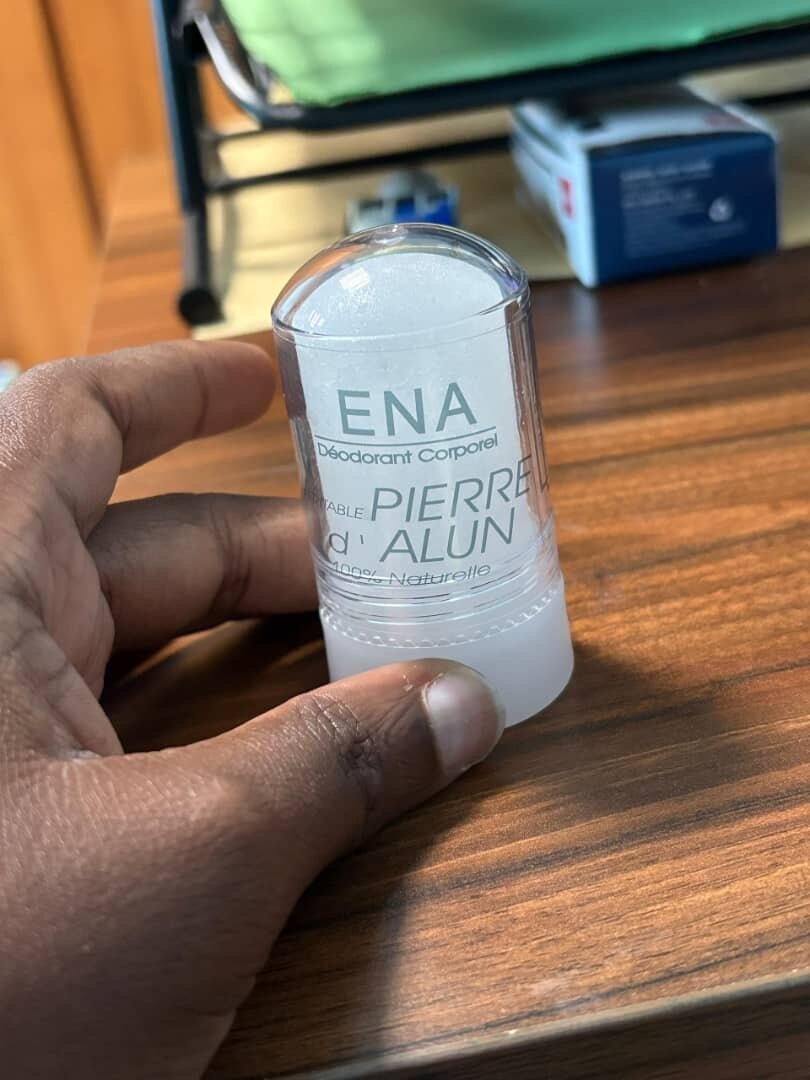 ENA
Déodorant Corporel
PIERRE
d' ALUN
100% Naturelle